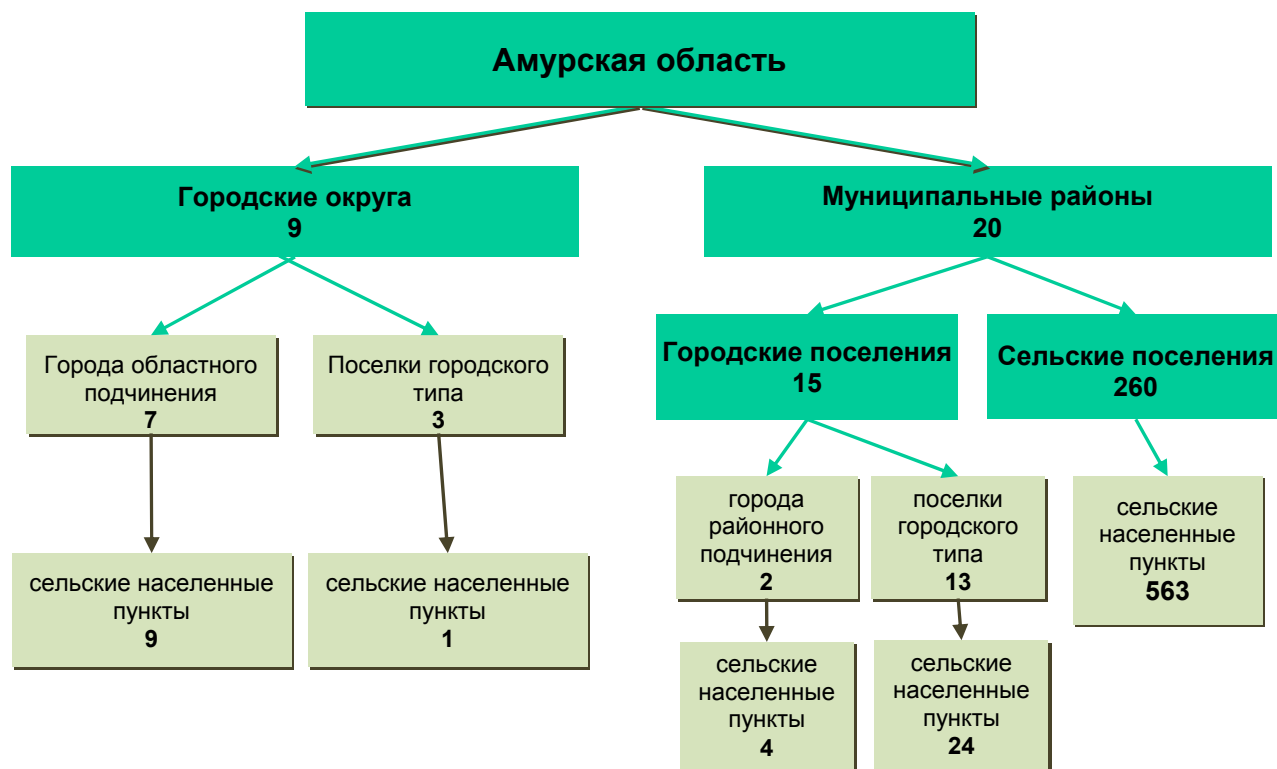 Амурская область
Городские округа
9
Муниципальные районы
20
Города областного
подчинения
7
Поселки городского
типа
3
Городские поселения
15
Сельские поселения
260
города
районного
подчинения
2
поселки
городского
типа
13
сельские
населенные
пункты
563
сельские населенные
пункты
9
сельские населенные
пункты
1
сельские
населенные
пункты
4
сельские
населенные
пункты
24